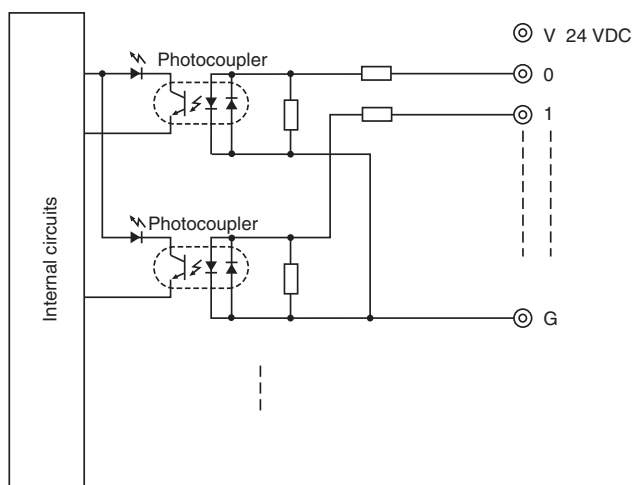 V 24 VDC
Photocoupler
0
1
Photocoupler
Internal circuits
G